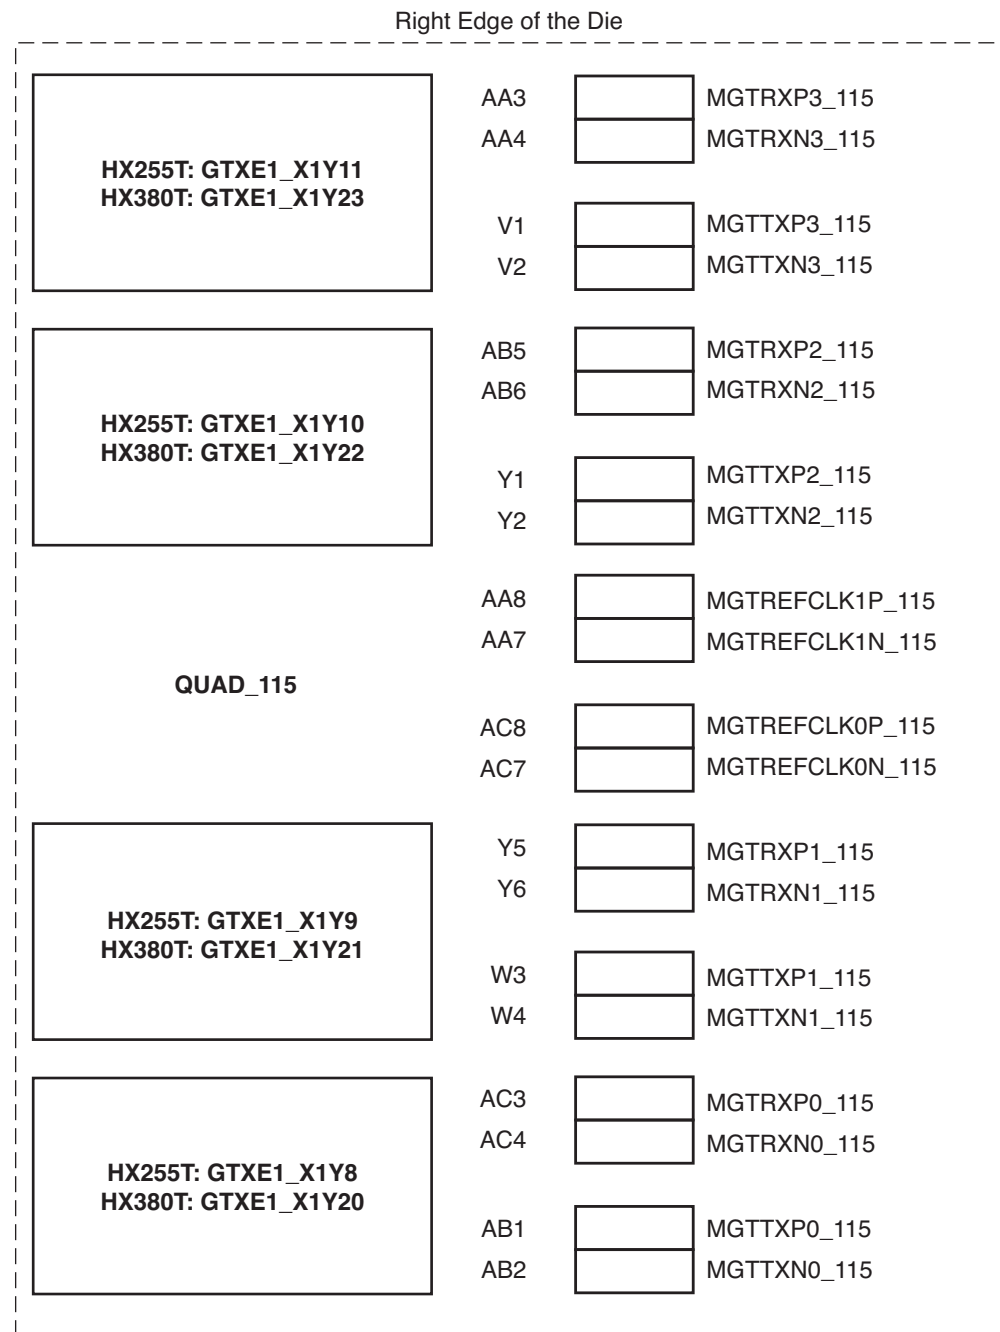 Right Edge of the Die
HX255T: GTXE1_X1Y11
HX380T: GTXE1_X1Y23
AA3 MGTRXP3_115
AA4 MGTRXN3_115
V1 MGTTXP3_115
V2 MGTTXN3_115
HX255T: GTXE1_X1Y10
HX380T: GTXE1_X1Y22
AB5 MGTRXP2_115
AB6 MGTRXN2_115
Y1 MGTTXP2_115
Y2 MGTTXN2_115
QUAD_115
AA8 MGTREFCLK1P_115
AA7 MGTREFCLK1N_115
AC8 MGTREFCLK0P_115
AC7 MGTREFCLK0N_115
HX255T: GTXE1_X1Y9
HX380T: GTXE1_X1Y21
Y5 MGTRXP1_115
Y6 MGTRXN1_115
W3 MGTTXP1_115
W4 MGTTXN1_115
HX255T: GTXE1_X1Y8
HX380T: GTXE1_X1Y20
AC3 MGTRXP0_115
AC4 MGTRXN0_115
AB1 MGTTXP0_115
AB2 MGTTXN0_115